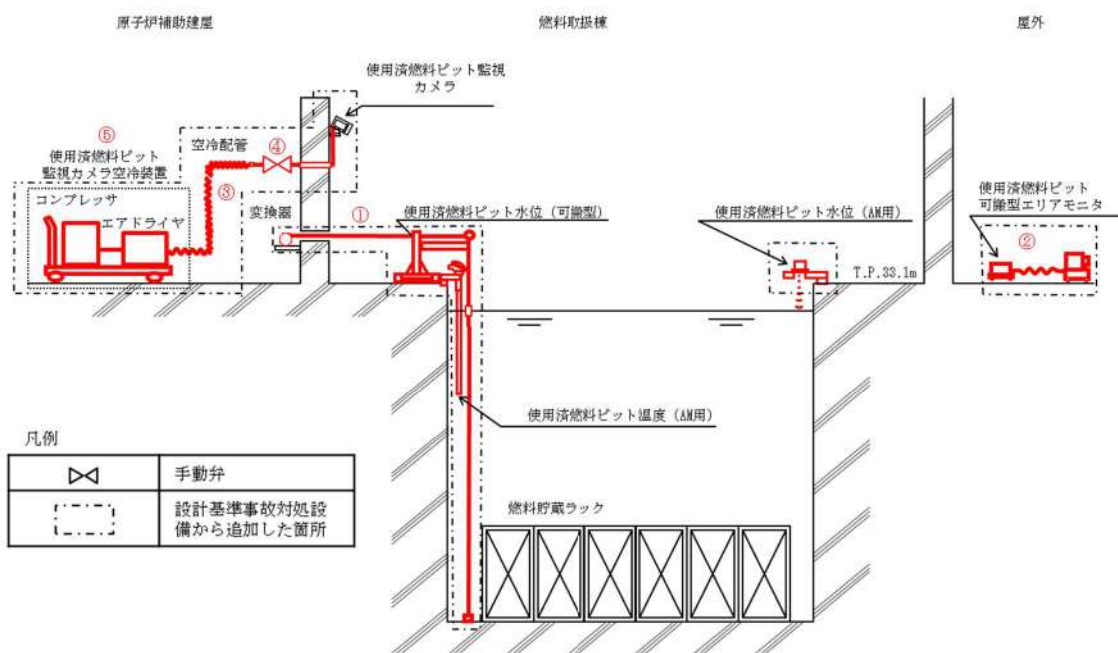 原子炉補助建屋
燃料取扱棟
屋外
使用済燃料ピット監視
カメラ
⑤
使用済燃料ピット
監視カメラ空冷装置
空冷配管
④
コンプレッサ
エアドライヤ
③
変換器
①
使用済燃料ピット水位（可搬型）
使用済燃料ピット水位（AM用）
使用済燃料ピット
可搬型エリアモニタ
②
T.P.33.1m
使用済燃料ピット温度（AM用）
燃料貯蔵ラック
凡例
手動弁
設計基準事故対処設
備から追加した箇所